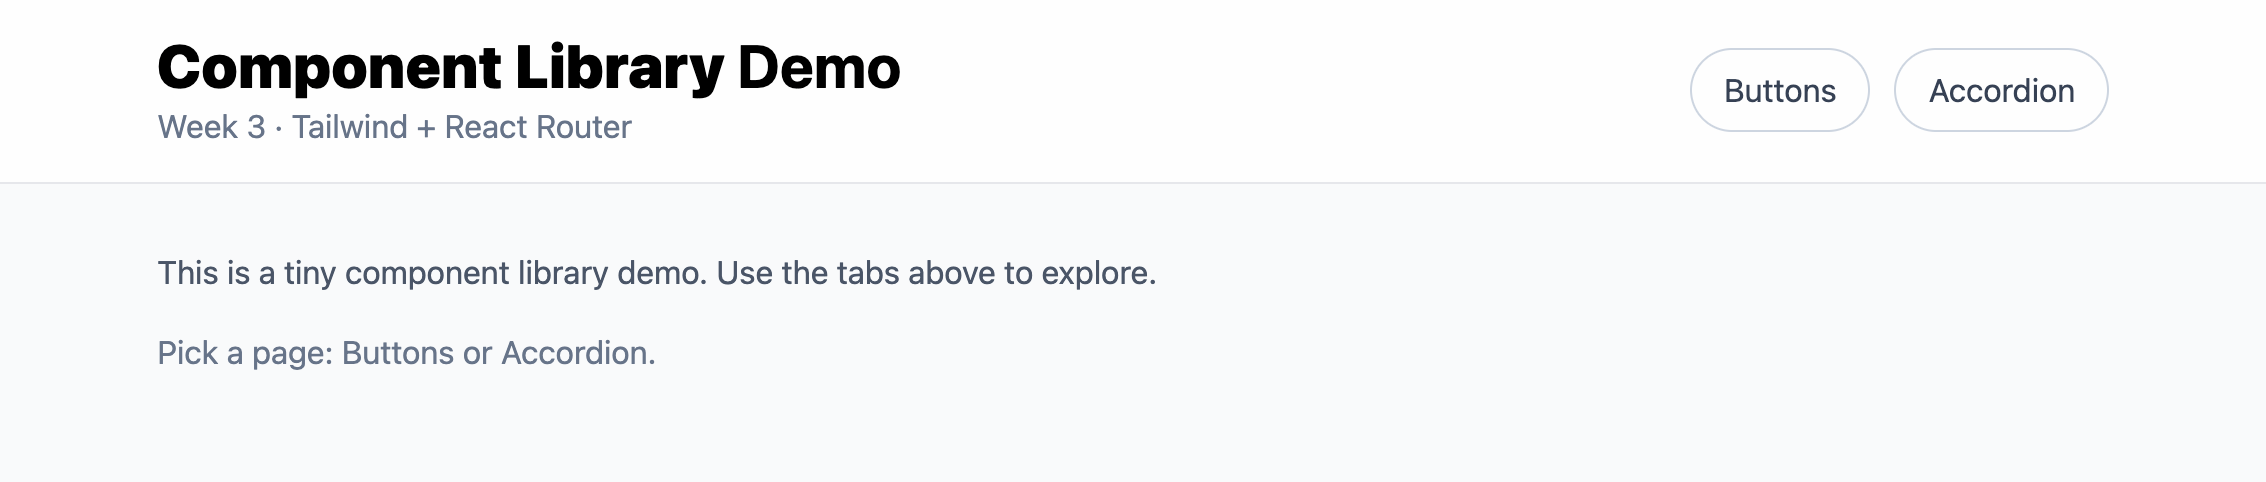 Component Library Demo
Week 3 · Tailwind + React Router
Buttons
Accordion
This is a tiny component library demo. Use the tabs above to explore.
Pick a page: Buttons or Accordion.